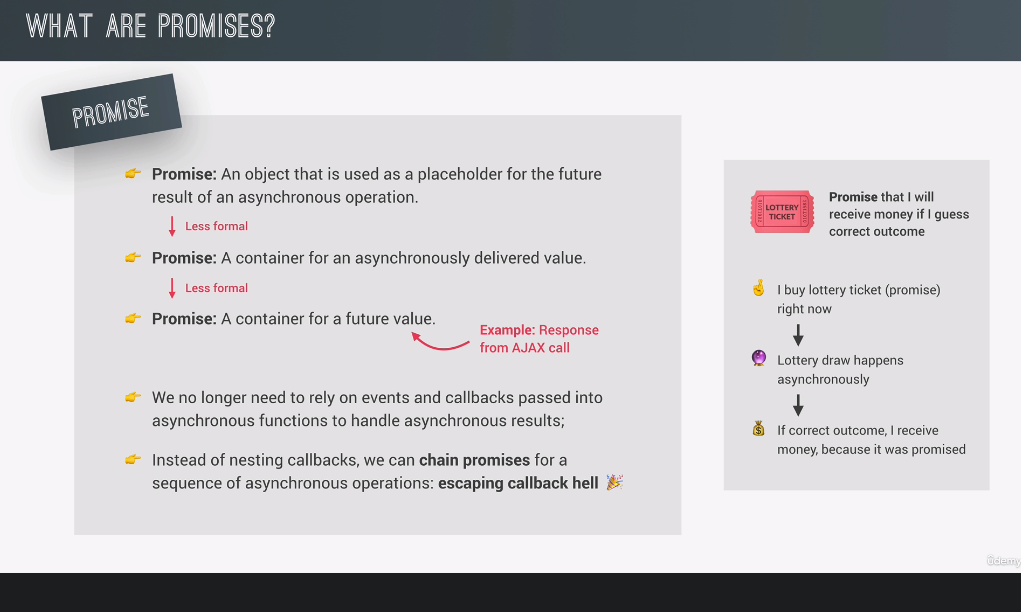 WHAT ARE PROMISES?
PROMISE
Promise: An object that is used as a placeholder for the future
result of an asynchronous operation.
Less formal
Promise: A container for an asynchronously delivered value.
Less formal
Promise: A container for a future value.
Example: Response
from AJAX call
We no longer need to rely on events and callbacks passed into
asynchronous functions to handle asynchronous results;
Instead of nesting callbacks, we can chain promises for a
sequence of asynchronous operations: escaping callback hell
LOTTERY
TICKET
Promise that I will
receive money if I guess
correct outcome
I buy lottery ticket (promise)
right now
Lottery draw happens
asynchronously
If correct outcome, I receive
money, because it was promised
ûdemy